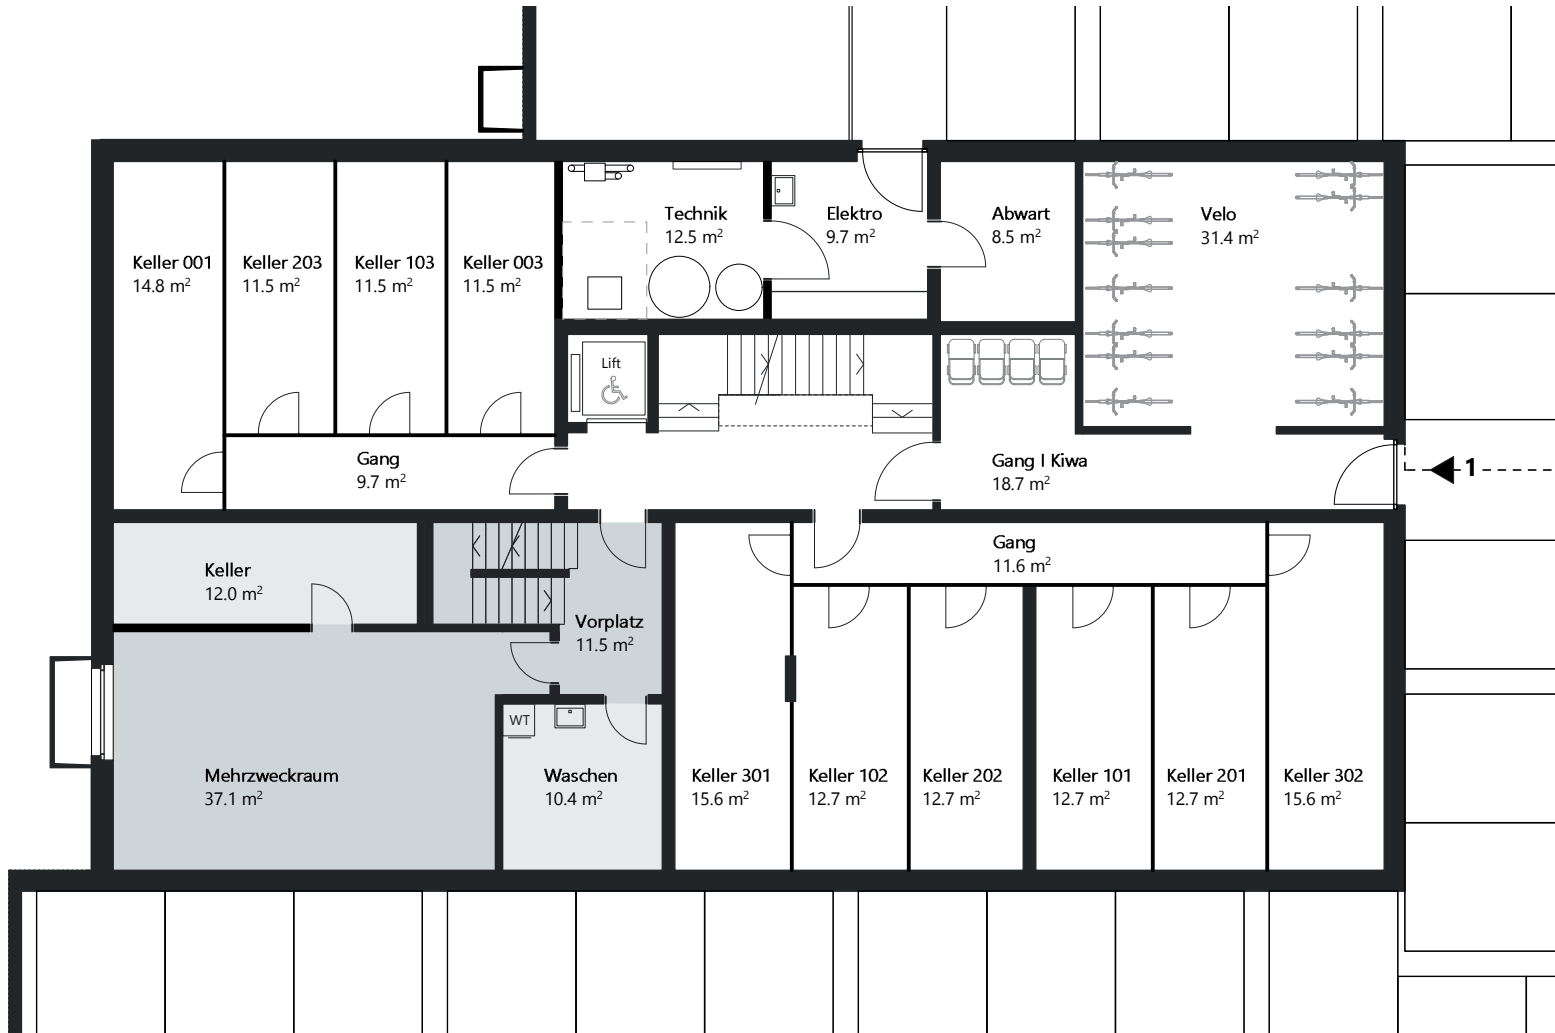 Technik
12.5 m²
Elektro
9.7 m²
Abwart
8.5 m²
Velo
31.4 m²
Keller 001
14.8 m²
Keller 203
11.5 m²
Keller 103
11.5 m²
Keller 003
11.5 m²
Lift
Gang
9.7 m²
Gang I Kiwa
18.7 m²
1
Gang
11.6 m²
Keller
12.0 m²
Vorplatz
11.5 m²
WT
Mehrzweckraum
37.1 m²
Waschen
10.4 m²
Keller 301
15.6 m²
Keller 102
12.7 m²
Keller 202
12.7 m²
Keller 101
12.7 m²
Keller 201
12.7 m²
Keller 302
15.6 m²